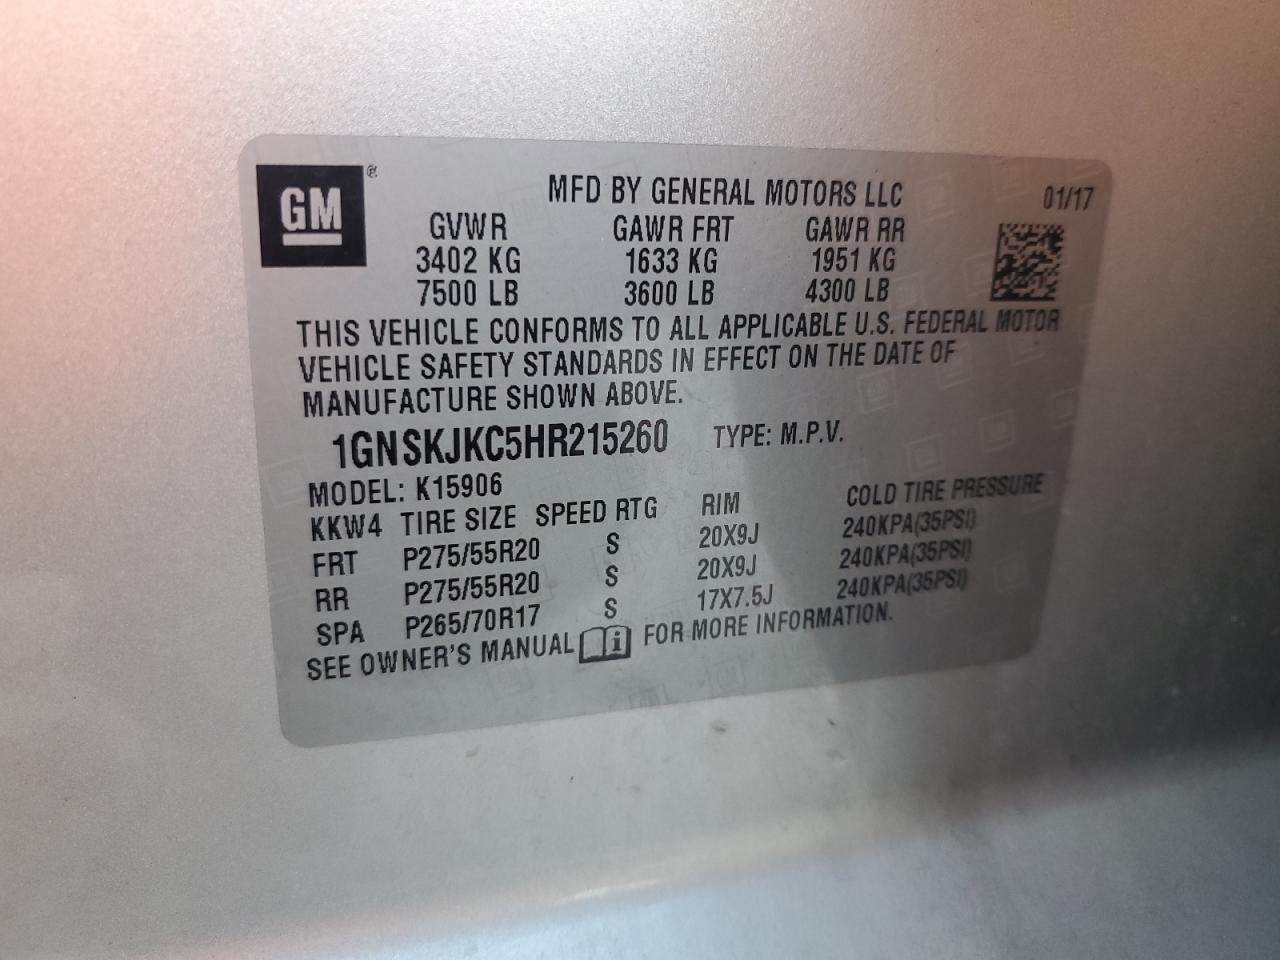 GM ®
MFD BY GENERAL MOTORS LLC 01/17
GVWR GAWR FRT GAWR RR
3402 KG 1633 KG 1951 KG
7500 LB 3600 LB 4300 LB
THIS VEHICLE CONFORMS TO ALL APPLICABLE U.S. FEDERAL MOTOR
VEHICLE SAFETY STANDARDS IN EFFECT ON THE DATE OF
MANUFACTURE SHOWN ABOVE.
1GNSKJKC5HR215260 TYPE: M.P.V.
MODEL: K15906
KKW4 TIRE SIZE SPEED RTG RIM COLD TIRE PRESSURE
FRT P275/55R20 S 20X9J 240KPA(35PSI)
RR P275/55R20 S 20X9J 240KPA(35PSI)
SPA P265/70R17 S 17X7.5J 240KPA(35PSI)
SEE OWNER'S MANUAL FOR MORE INFORMATION.